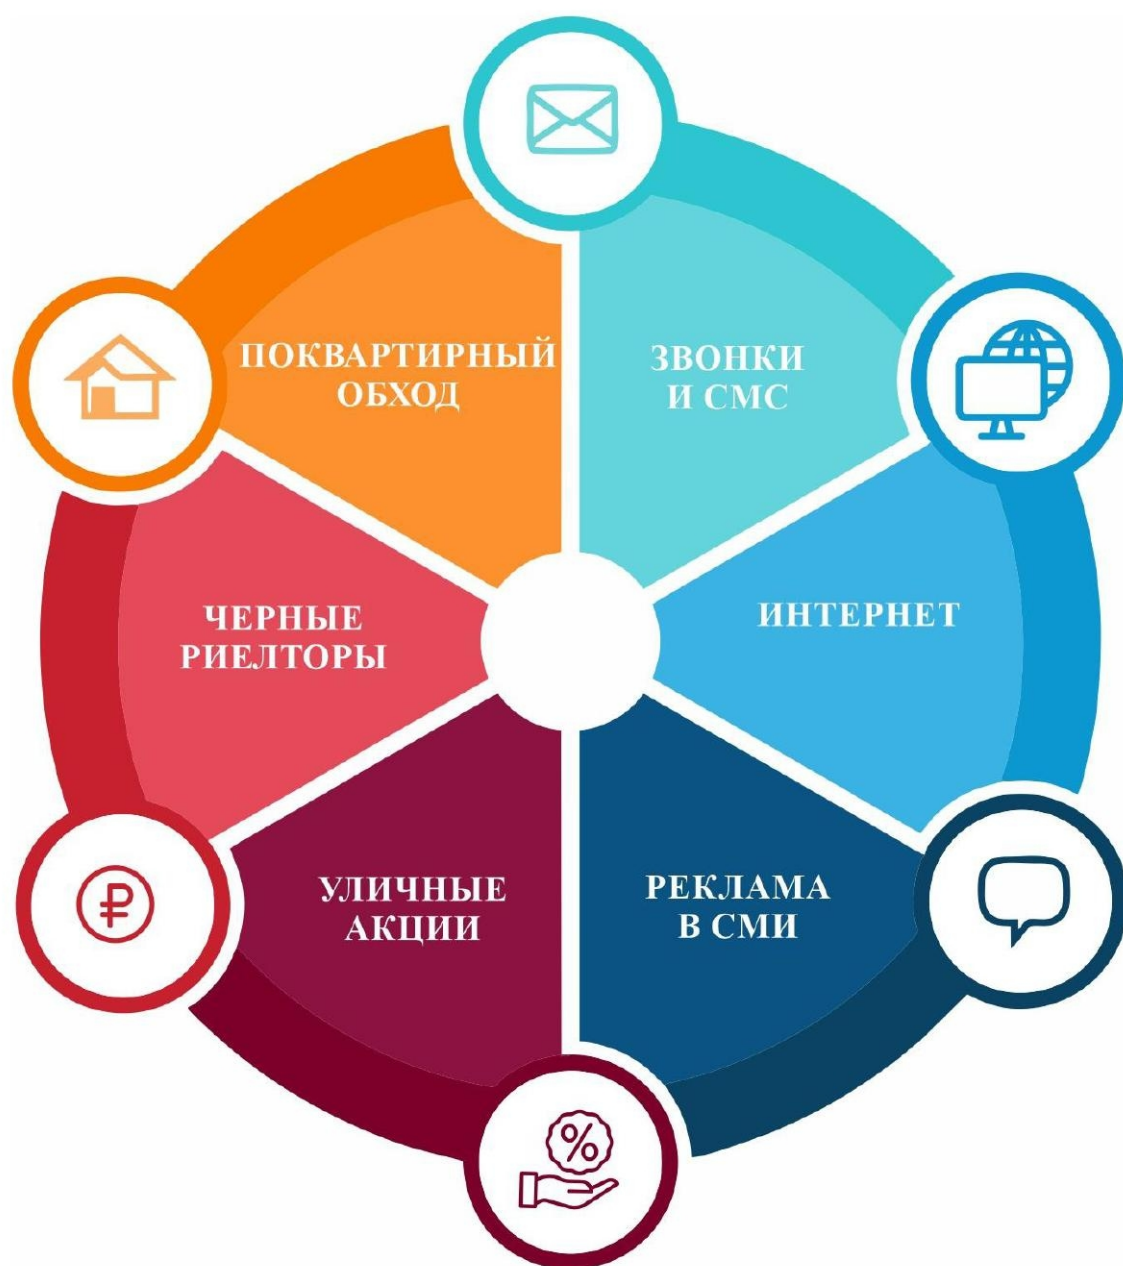 ПОКВАРТИРНЫЙ
ОБХОД
ЗВОНКИ
И СМС
ЧЕРНЫЕ
РИЕЛТОРЫ
ИНТЕРНЕТ
УЛИЧНЫЕ
АКЦИИ
РЕКЛАМА
В СМИ